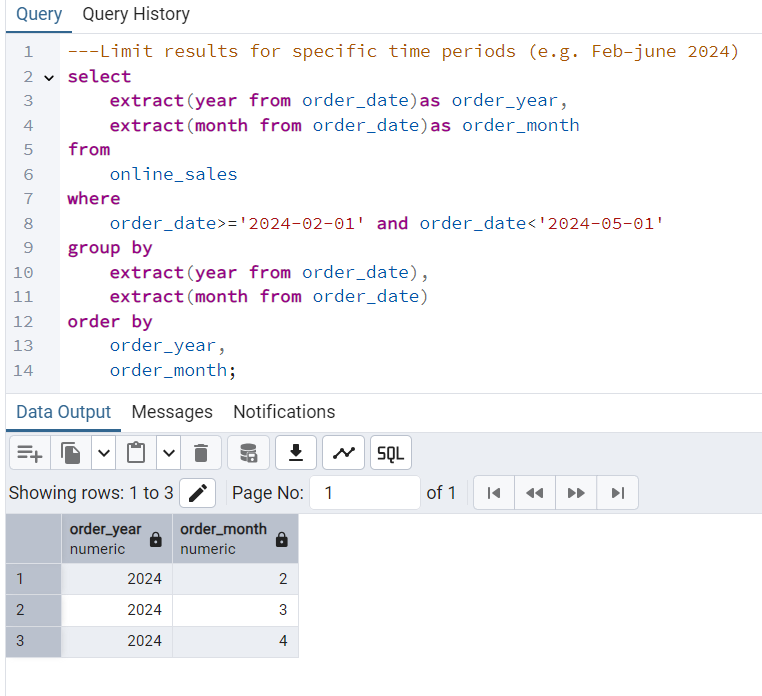 Query Query History
1 ---Limit results for specific time periods (e.g. Feb-june 2024)
2 select
3 extract(year from order_date)as order_year,
4 extract(month from order_date)as order_month
5 from
6 online_sales
7 where
8 order_date>='2024-02-01' and order_date<'2024-05-01'
9 group by
10 extract(year from order_date),
11 extract(month from order_date)
12 order by
13 order_year,
14 order_month;
Data Output Messages Notifications
SQL
Showing rows: 1 to 3 Page No: 1 of 1
order_year order_month
numeric numeric
1 2024 2
2 2024 3
3 2024 4